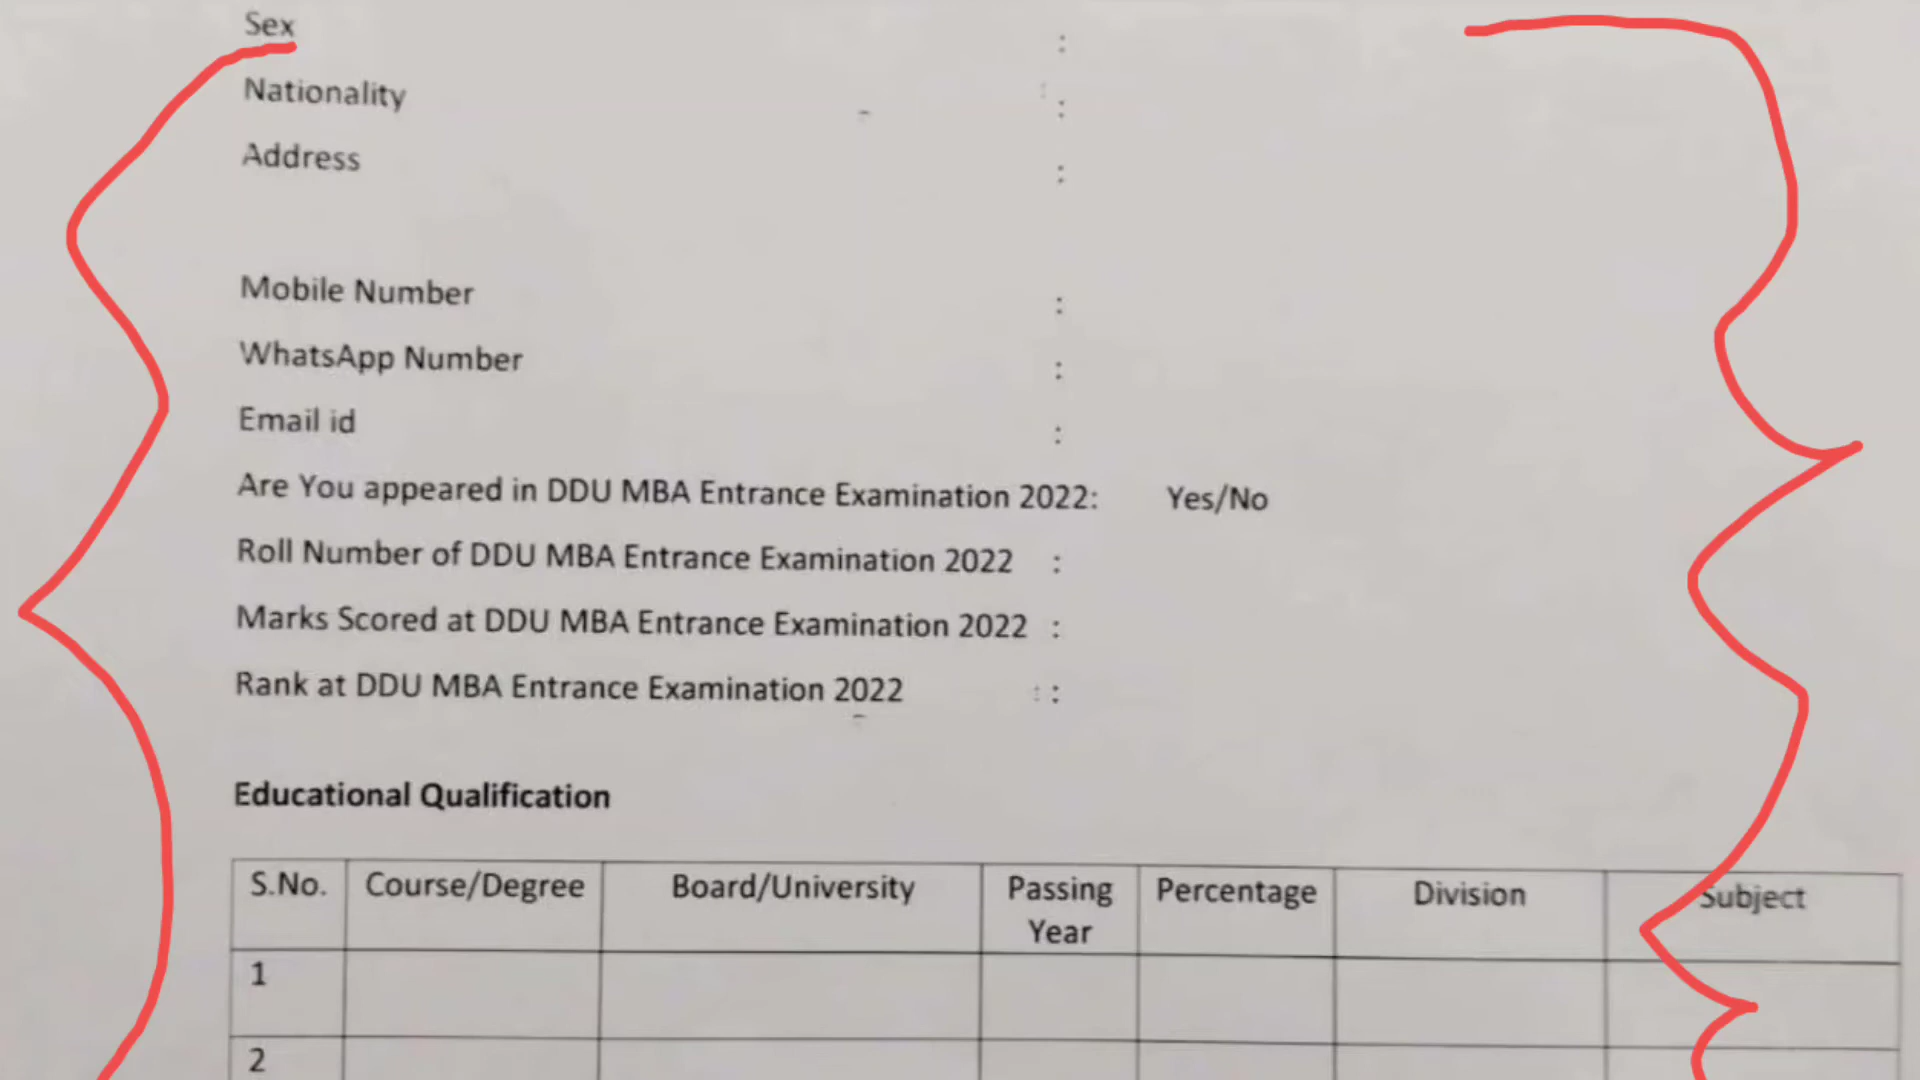 Sex :
Nationality :
Address :
Mobile Number :
WhatsApp Number :
Email id :
Are You appeared in DDU MBA Entrance Examination 2022: Yes/No
Roll Number of DDU MBA Entrance Examination 2022 :
Marks Scored at DDU MBA Entrance Examination 2022 :
Rank at DDU MBA Entrance Examination 2022 :
Educational Qualification
S.No. Course/Degree Board/University Passing Year Percentage Division Subject
1
2